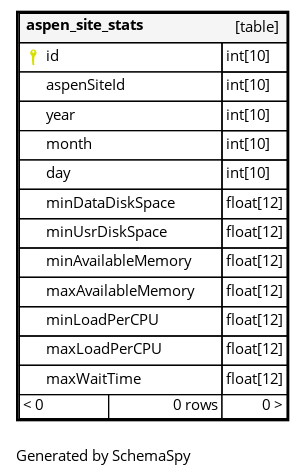 aspen_site_stats [table]
id int[10]
aspenSiteId int[10]
year int[10]
month int[10]
day int[10]
minDataDiskSpace float[12]
minUsrDiskSpace float[12]
minAvailableMemory float[12]
maxAvailableMemory float[12]
minLoadPerCPU float[12]
maxLoadPerCPU float[12]
maxWaitTime float[12]
< 0 0 rows 0 >
Generated by SchemaSpy